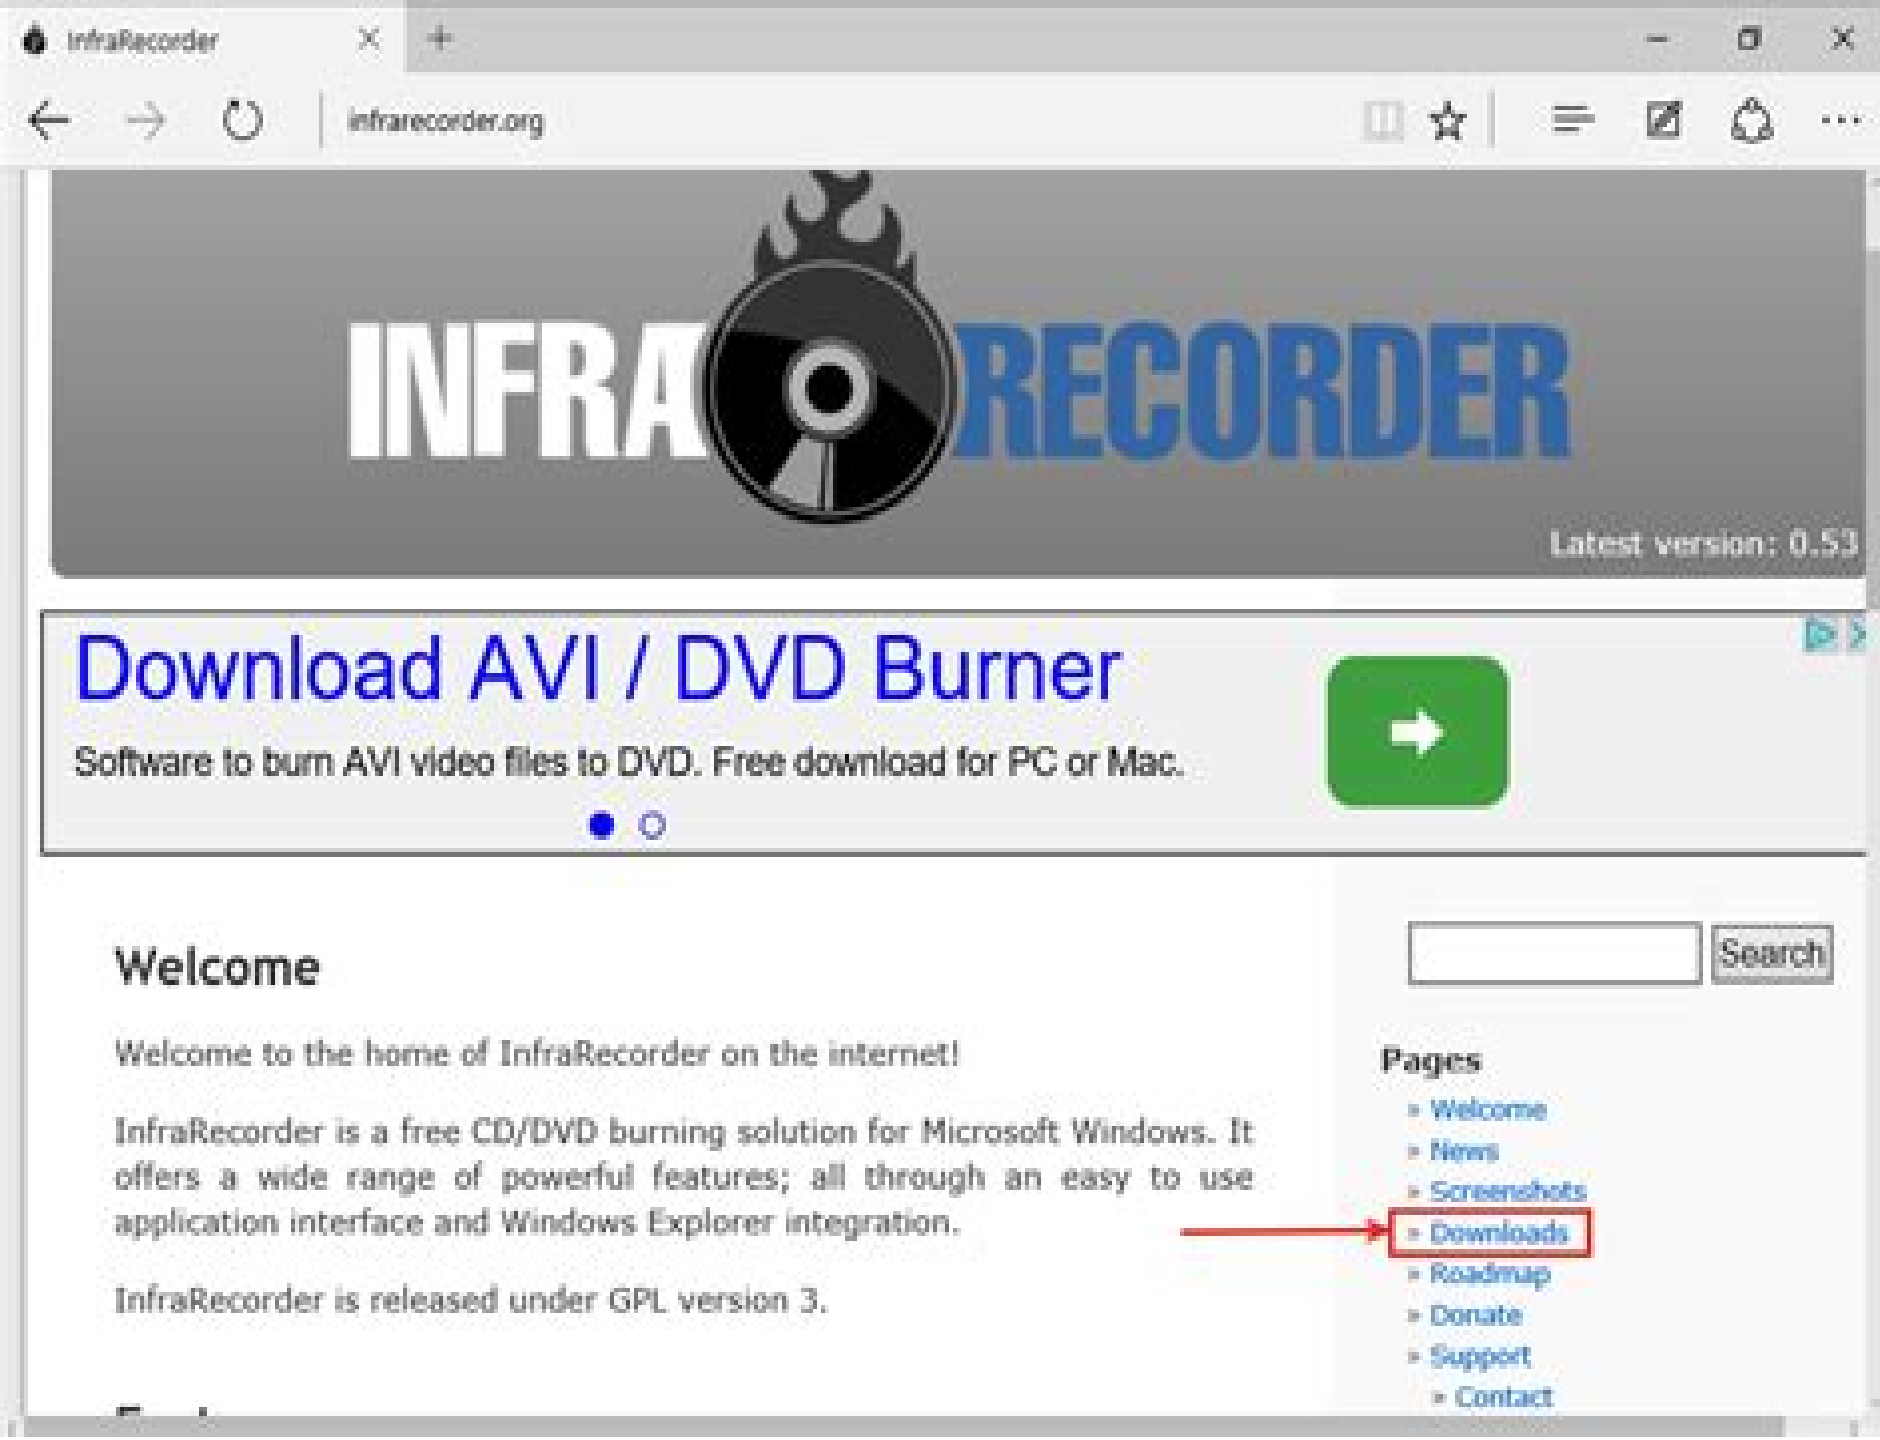 InfraRecorder
infrarecorder.org
INFRA RECORDER
Latest version: 0.53
Download AVI / DVD Burner
Software to burn AVI video files to DVD. Free download for PC or Mac.
Welcome
Welcome to the home of InfraRecorder on the internet!
InfraRecorder is a free CD/DVD burning solution for Microsoft Windows. It
offers a wide range of powerful features; all through an easy to use
application interface and Windows Explorer integration.
InfraRecorder is released under GPL version 3.
Search
Pages
» Welcome
» News
» Screenshots
» Downloads
» Roadmap
» Donate
» Support
» Contact